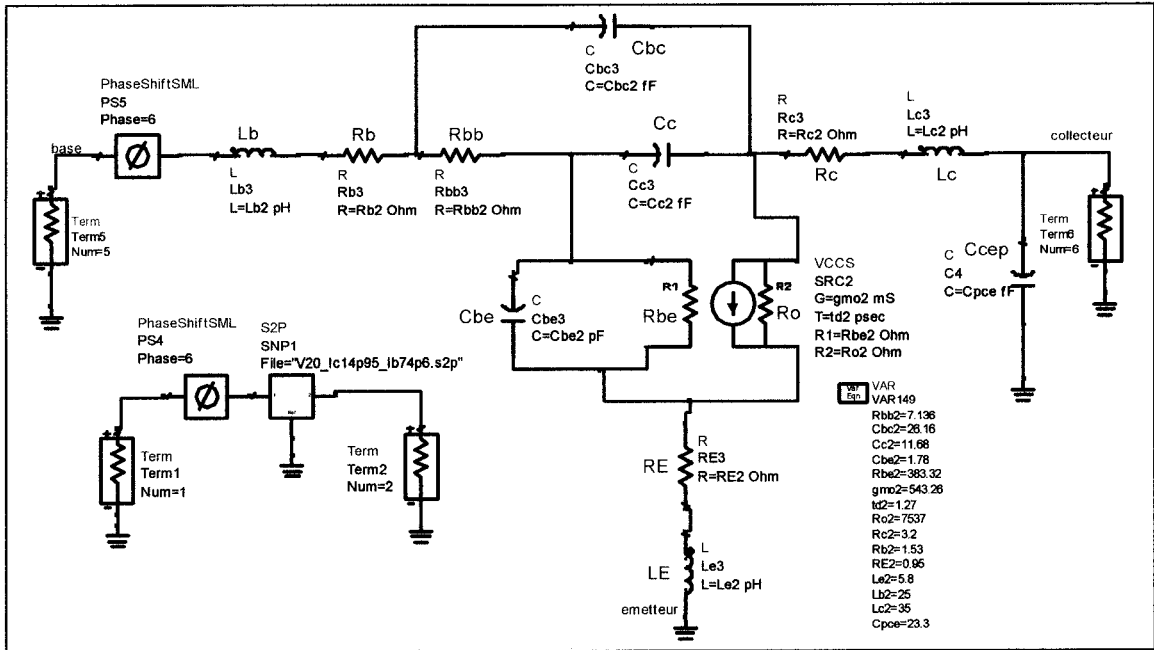 C
Cbc
Cbc3
C=Cbc2 fF
PhaseShiftSML
PS5
Phase=6
base
Lb
L
Lb3
L=Lb2 pH
Rb
R
Rb3
R=Rb2 Ohm
Rbb
R
Rbb3
R=Rbb2 Ohm
Cc
C
Cc3
C=Cc2 fF
R
Rc3
R=Rc2 Ohm
Rc
L
Lc3
L=Lc2 pH
Lc
collecteur
Term
Term5
Num=5
Term
Term6
Num=6
Ccep
C
C4
C=Cpce fF
Cbe
C
Cbe3
C=Cbe2 pF
R1
Rbe
R2
Ro
VCCS
SRC2
G=gmo2 mS
T=td2 psec
R1=Rbe2 Ohm
R2=Ro2 Ohm
PhaseShiftSML
PS4
Phase=6
S2P
SNP1
File="V20_Ic14p95_Ib74p6.s2p"
Ref
Term
Term1
Num=1
Term
Term2
Num=2
RE
R
RE3
R=RE2 Ohm
LE
L
Le3
L=Le2 pH
emetteur
Var
Eqn
VAR
VAR149
Rbb2=7.136
Cbc2=26.16
Cc2=11.68
Cbe2=1.78
Rbe2=383.32
gmo2=543.26
td2=1.27
Ro2=7537
Rc2=3.2
Rb2=1.53
RE2=0.95
Le2=5.8
Lb2=25
Lc2=35
Cpce=23.3